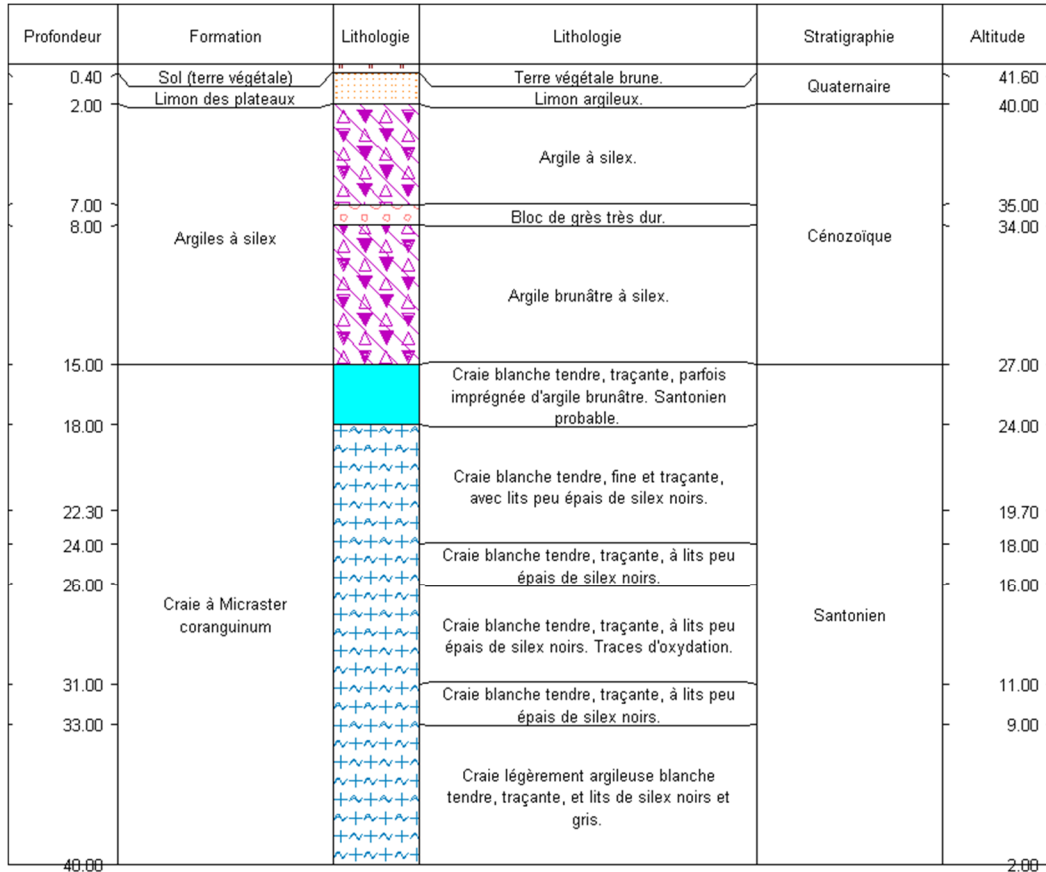 Profondeur
Formation
Lithologie
Lithologie
Stratigraphie
Altitude
0.40
Sol (terre végétale)
Terre végétale brune.
Quaternaire
41.60
2.00
Limon des plateaux
Limon argileux.
40.00
Argile à silex.
7.00
35.00
Bloc de grès très dur.
8.00
34.00
Argiles à silex
Cénozoïque
Argile brunâtre à silex.
15.00
27.00
Craie blanche tendre, traçante, parfois
imprégnée d'argile brunâtre. Santonien
probable.
18.00
24.00
Craie blanche tendre, fine et traçante,
avec lits peu épais de silex noirs.
22.30
19.70
24.00
18.00
Craie blanche tendre, traçante, à lits peu
épais de silex noirs.
26.00
16.00
Craie à Micraster
coranguinum
Santonien
Craie blanche tendre, traçante, à lits peu
épais de silex noirs. Traces d'oxydation.
31.00
11.00
Craie blanche tendre, traçante, à lits peu
épais de silex noirs.
33.00
9.00
Craie légèrement argileuse blanche
tendre, traçante, et lits de silex noirs et
gris.
40.00
2.00